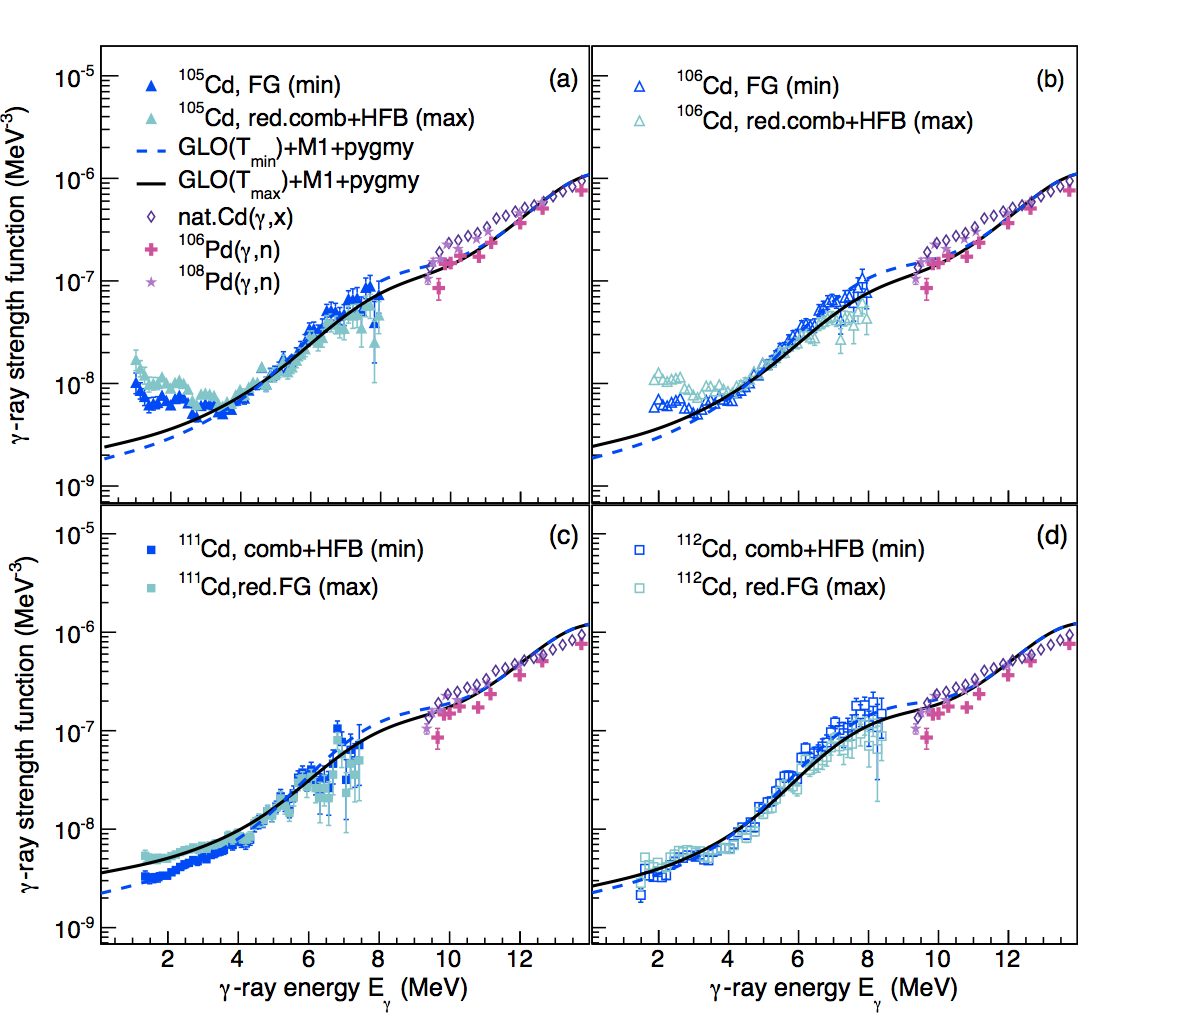 (a)
¹⁰⁵Cd, FG (min)
¹⁰⁵Cd, red.comb+HFB (max)
GLO(T_min)+M1+pygmy
GLO(T_max)+M1+pygmy
nat.Cd(γ,x)
¹⁰⁶Pd(γ,n)
¹⁰⁸Pd(γ,n)
γ-ray strength function (MeV⁻³)
10⁻⁵
10⁻⁶
10⁻⁷
10⁻⁸
10⁻⁹
(b)
¹⁰⁶Cd, FG (min)
¹⁰⁶Cd, red.comb+HFB (max)
(c)
¹¹¹Cd, comb+HFB (min)
¹¹¹Cd,red.FG (max)
γ-ray strength function (MeV⁻³)
10⁻⁵
10⁻⁶
10⁻⁷
10⁻⁸
10⁻⁹
2 4 6 8 10 12
γ-ray energy E_γ (MeV)
(d)
¹¹²Cd, comb+HFB (min)
¹¹²Cd, red.FG (max)
2 4 6 8 10 12
γ-ray energy E_γ (MeV)